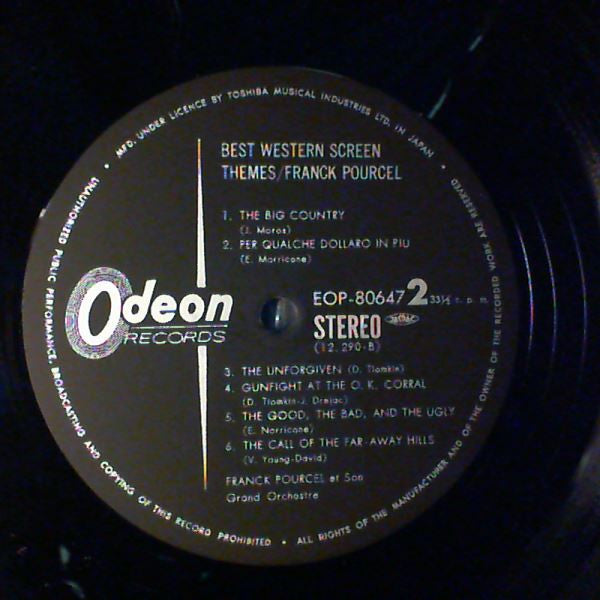 MFD. UNDER LICENCE BY TOSHIBA MUSICAL INDUSTRIES LTD. IN JAPAN •
BEST WESTERN SCREEN
THEMES/FRANCK POURCEL
1. THE BIG COUNTRY
(J. Moros)
2. PER QUALCHE DOLLARO IN PIU
(E. Morricone)
Odeon
RECORDS
EOP-80647 2 33⅓ r. p. m.
STEREO
(12. 290-B)
3. THE UNFORGIVEN (D. Tiomkin)
4. GUNFIGHT AT THE O. K. CORRAL
(D. Tiomkin-J. Dréjac)
5. THE GOOD, THE BAD, AND THE UGLY
(E. Norricone)
6. THE CALL OF THE FAR-AWAY HILLS
(V. Young-David)
FRANCK POURCEL et Son
Grand Orchestre
• UNAUTHORIZED PUBLIC PERFORMANCE, BROADCASTING AND COPYING OF THIS RECORD PROHIBITED • ALL RIGHTS OF THE MANUFACTURER AND OF THE OWNER OF THE RECORDED WORK ARE RESERVED •